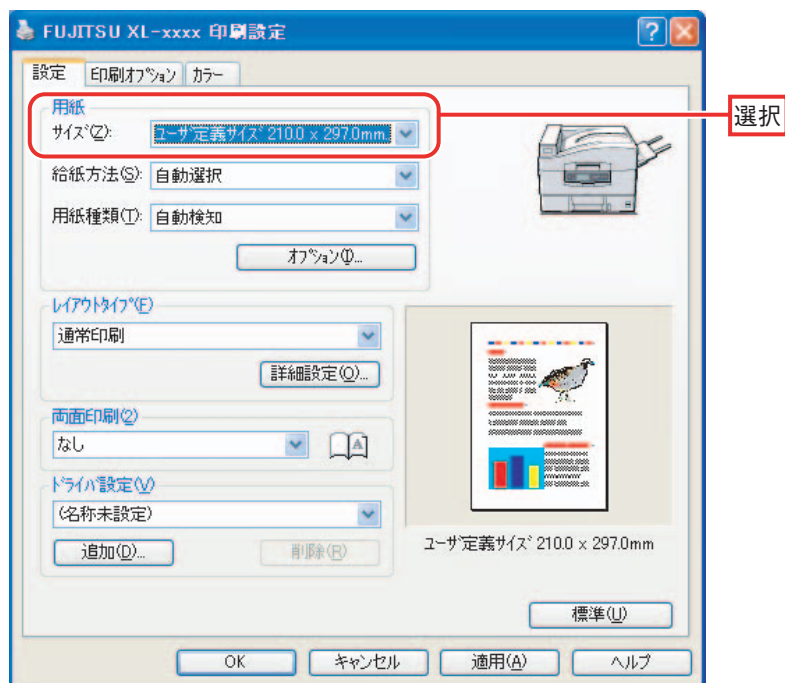 FUJITSU XL-xxxx 印刷設定
設定 印刷オプション カラー
用紙
サイズ(Z): ユーザ定義サイズ 210.0 x 297.0mm
選択
給紙方法(S): 自動選択
用紙種類(T): 自動検知
オプション(I)...
レイアウトタイプ(F)
通常印刷
詳細設定(O)...
両面印刷(2)
なし
A
ドライバ設定(V)
(名称未設定)
追加(D)... 削除(R)
ユーザ定義サイズ 210.0 x 297.0mm
標準(U)
OK キャンセル 適用(A) ヘルプ